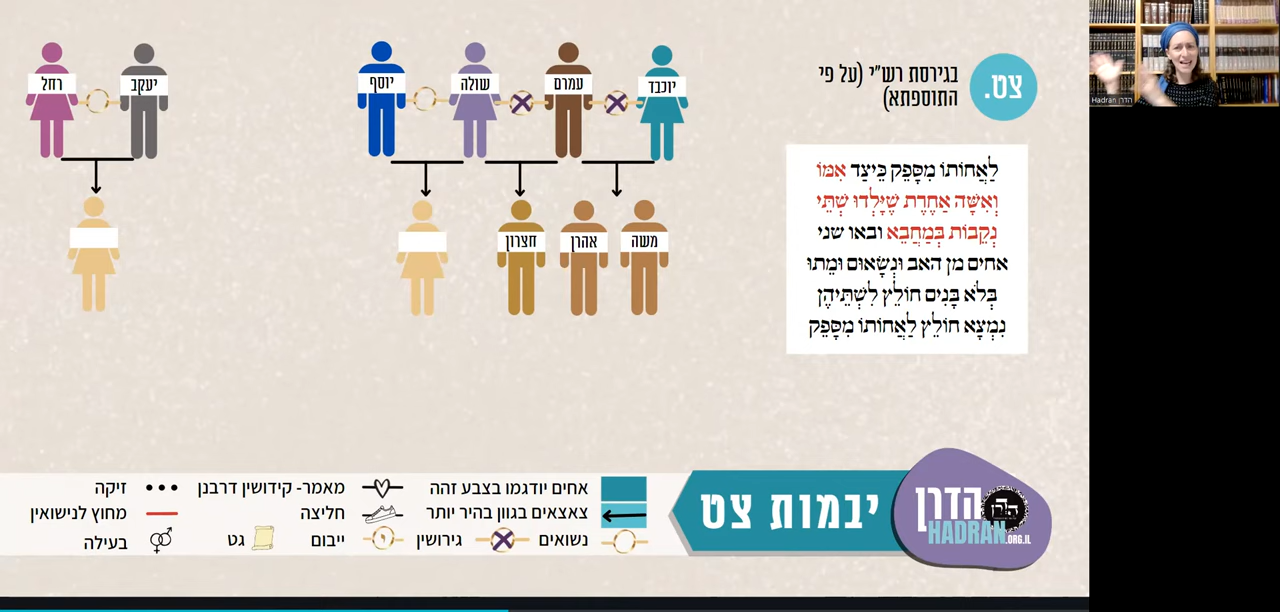 צט.
בגירסת רש"י (על פי
התוספתא)
לַאֲחוֹתוֹ מִסָּפֵק כֵּיצַד אִמּוֹ
וְאִשָּׁה אַחֶרֶת שֶׁיָּלְדוּ שְׁתֵּי
נְקֵבוֹת בְּמַחֲבֵא ובאו שני
אחים מן האב וּנְשָׂאוּם וּמֵתוּ
בְּלֹא בָּנִים חוֹלֵץ לִשְׁתֵּיהֶן
נִמְצָא חוֹלֵץ לַאֲחוֹתוֹ מִסָּפֵק
יוכבד
עמרם
שולה
יוסף
יעקב
רחל
משה
אהרן
חצרון
Hadran הדרן
יבמות צט
הדרן
HADRAN.ORG.IL
אחים יודגמו בצבע זהה
צאצאים בגוון בהיר יותר
נשואים
גירושין
מאמר- קידושין דרבנן
חליצה
ייבום
גט
זיקה
מחוץ לנישואין
בעילה